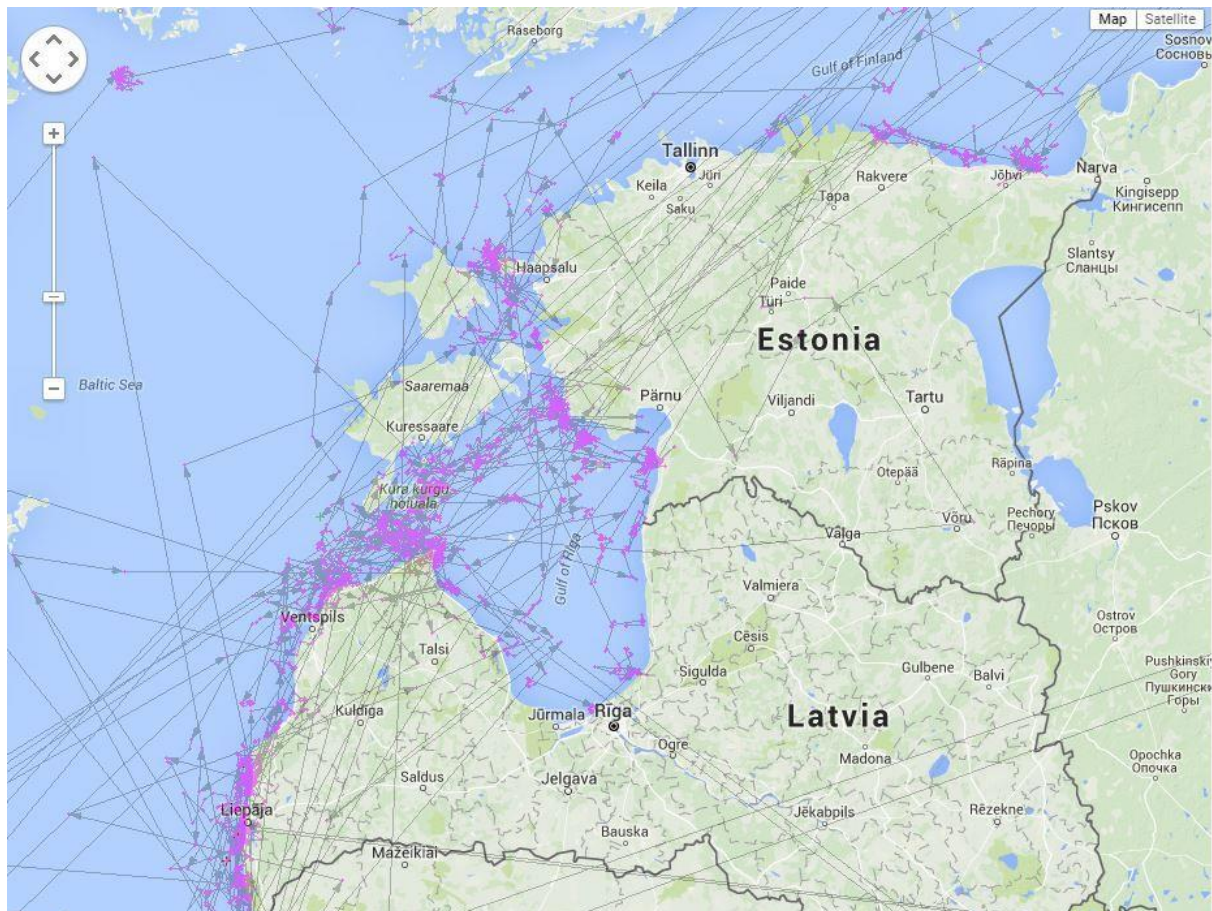 Map
Satellite
Raseborg
Sosnov
Сосновы
Gulf of Finland
+
Tallinn
Jüri
Keila
Saku
Rakvere
Tapa
Jõhvi
Narva
Kingisepp
Кингисепп
Slantsy
Сланцы
Haapsalu
Paide
Türi
Estonia
Baltic Sea
Saaremaa
Kuressaare
Pärnu
Viljandi
Tartu
Otepää
Räpina
Kura kurgu
hoiuala
Pskov
Псков
Pechory
Печоры
Võru
Valga
Gulf of Riga
Valmiera
Ventspils
Talsi
Cēsis
Ostrov
Остров
Sigulda
Gulbene
Balvi
Pushkinskiy
Gory
Пушкински
Горы
Kuldīga
Jūrmala
Rīga
Latvia
Ogre
Madona
Opochka
Опочка
Saldus
Jelgava
Liepāja
Jēkabpils
Rēzekne
Bauska
Mažeikiai